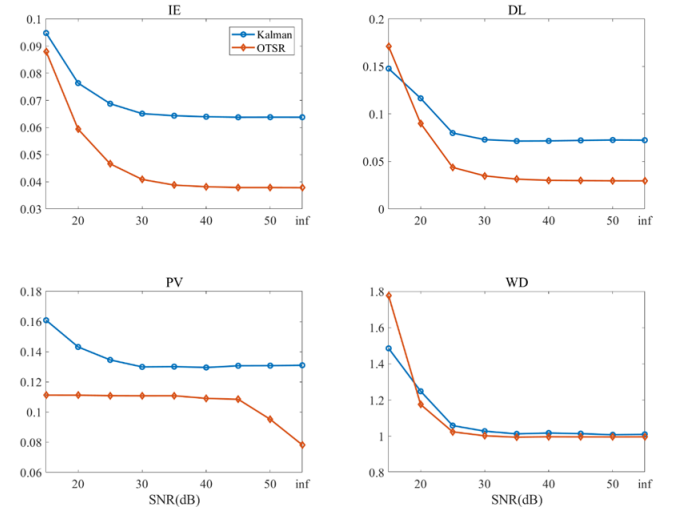 IE
0.1
0.09
0.08
0.07
0.06
0.05
0.04
0.03
20 30 40 50 inf
Kalman
OTSR
DL
0.2
0.15
0.1
0.05
0
20 30 40 50 inf
PV
0.18
0.16
0.14
0.12
0.1
0.08
0.06
20 30 40 50 inf
SNR(dB)
WD
1.8
1.6
1.4
1.2
1
0.8
20 30 40 50 inf
SNR(dB)